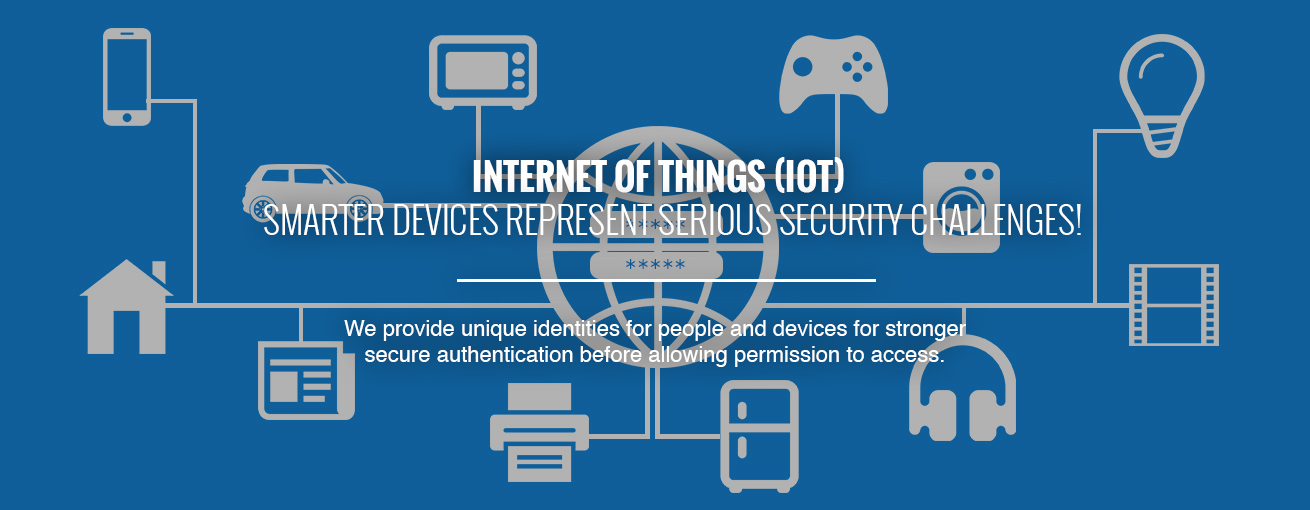 INTERNET OF THINGS (IOT)
SMARTER DEVICES REPRESENT SERIOUS SECURITY CHALLENGES!
*****
*****
We provide unique identities for people and devices for stronger
secure authentication before allowing permission to access.